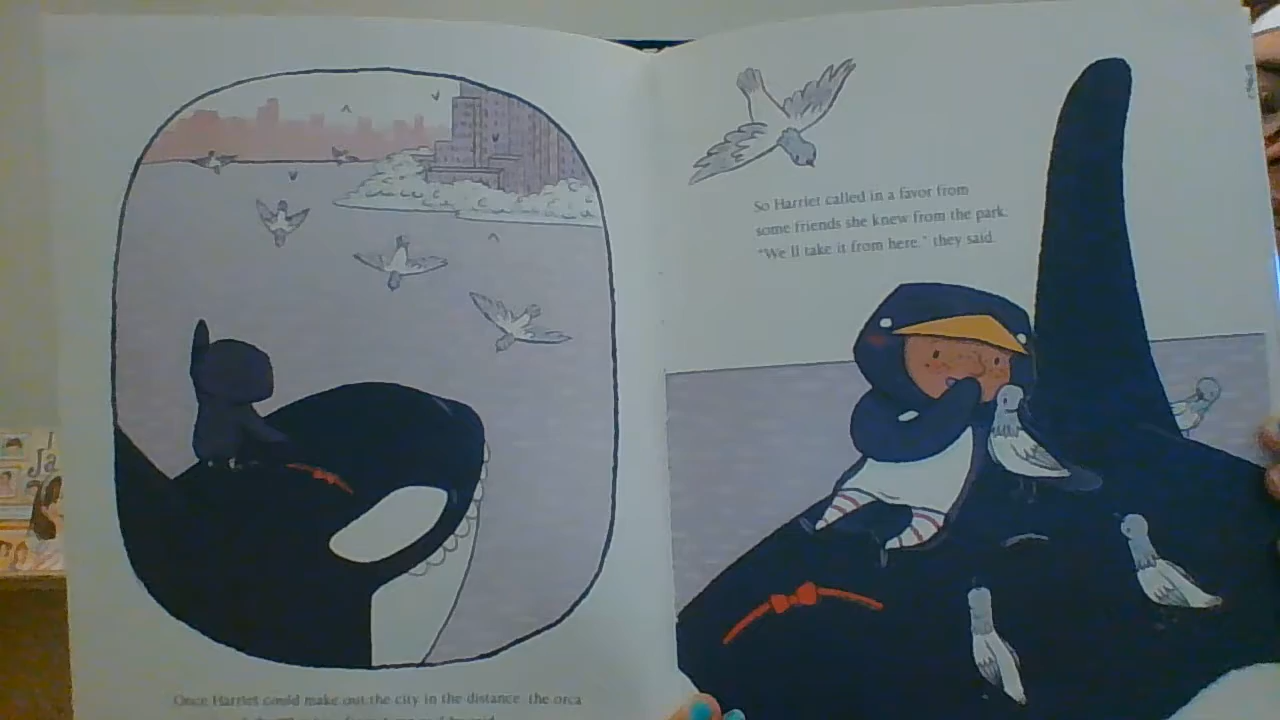 Once Harriet could make out the city in the distance the orca
So Harriet called in a favor from
some friends she knew from the park.
"We'll take it from here," they said.
Ja